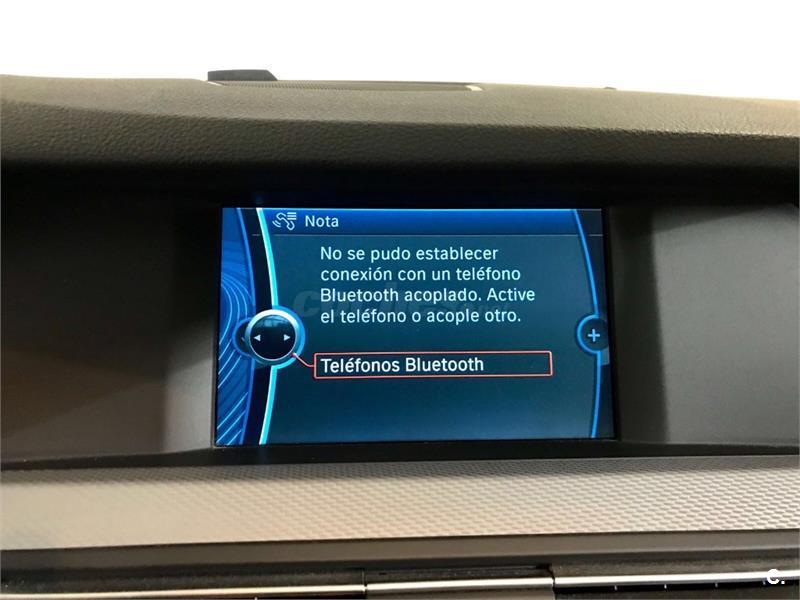 Nota
No se pudo establecer
conexión con un teléfono
Bluetooth acoplado. Active
el teléfono o acople otro.
Teléfonos Bluetooth
C.